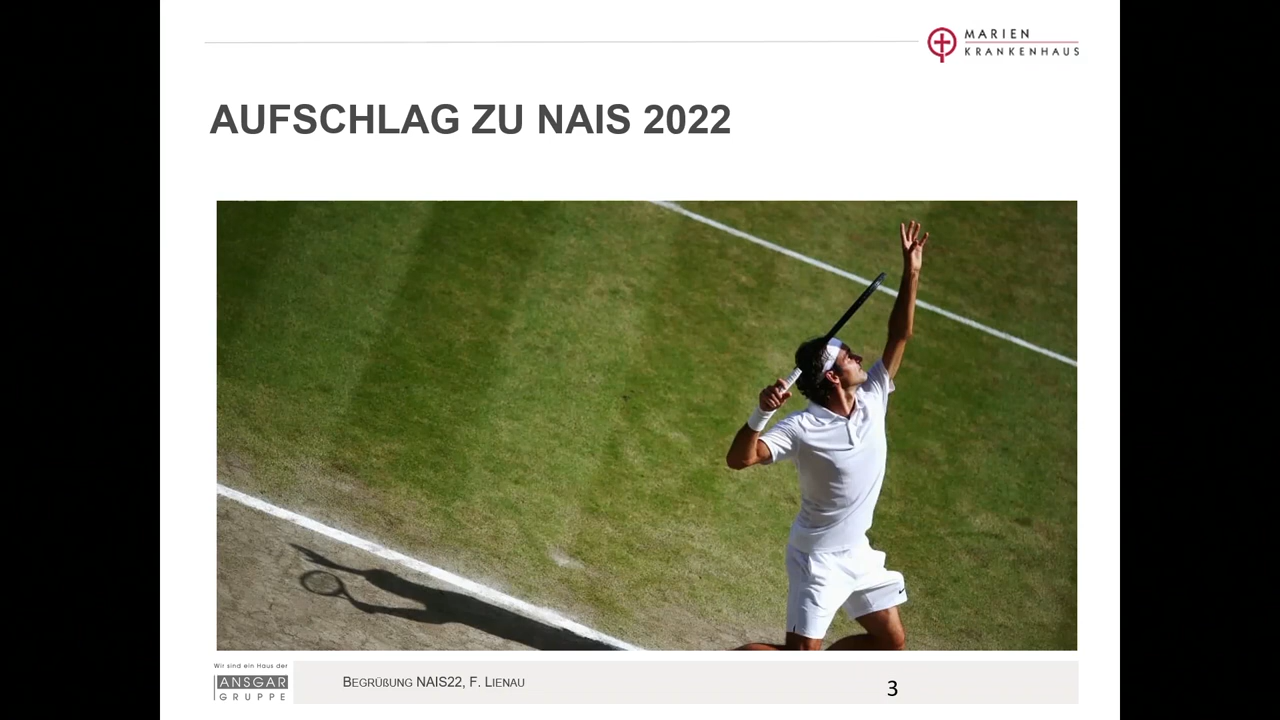 MARIEN
KRANKENHAUS
AUFSCHLAG ZU NAIS 2022
Wir sind ein Haus der
ANSGAR
GRUPPE
BEGRÜßUNG NAIS22, F. LIENAU
3